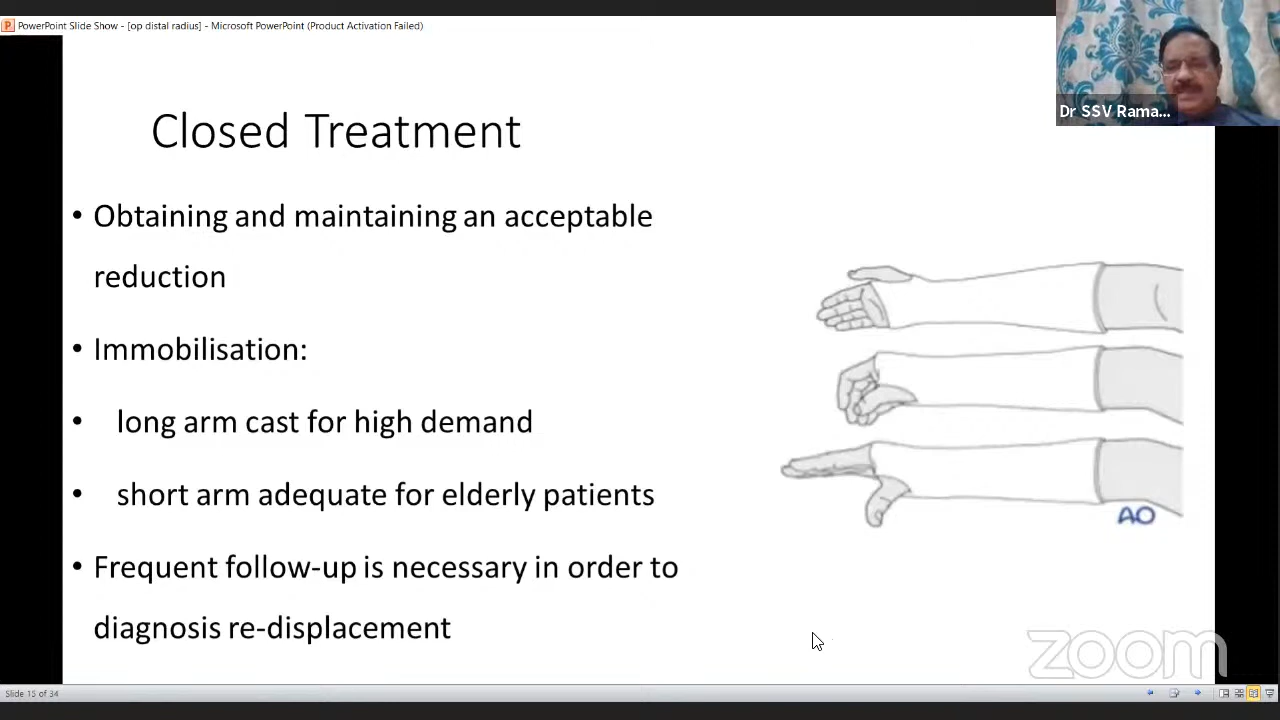 PowerPoint Slide Show - [op distal radius] - Microsoft PowerPoint (Product Activation Failed)
Dr SSV Rama...
Closed Treatment
• Obtaining and maintaining an acceptable
reduction
• Immobilisation:
• long arm cast for high demand
• short arm adequate for elderly patients
• Frequent follow-up is necessary in order to
diagnosis re-displacement
AO
zoom
Slide 15 of 34